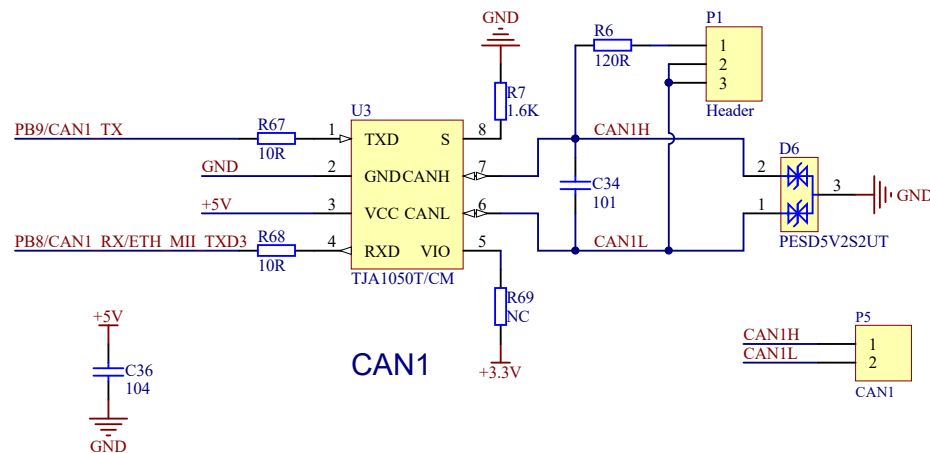 GND
P1
R6
120R
1
2
3
Header
R7
1.6K
U3
PB9/CAN1_TX
R67
10R
1
TXD
S
8
CAN1H
GND
2
GND
CANH
7
C34
101
D6
2
1
3
GND
PESD5V2S2UT
+5V
3
VCC
CANL
6
CAN1L
PB8/CAN1_RX/ETH_MII_TXD3
R68
10R
4
RXD
VIO
5
TJA1050T/CM
R69
NC
+3.3V
CAN1
+5V
C36
104
GND
P5
CAN1H
1
CAN1L
2
CAN1